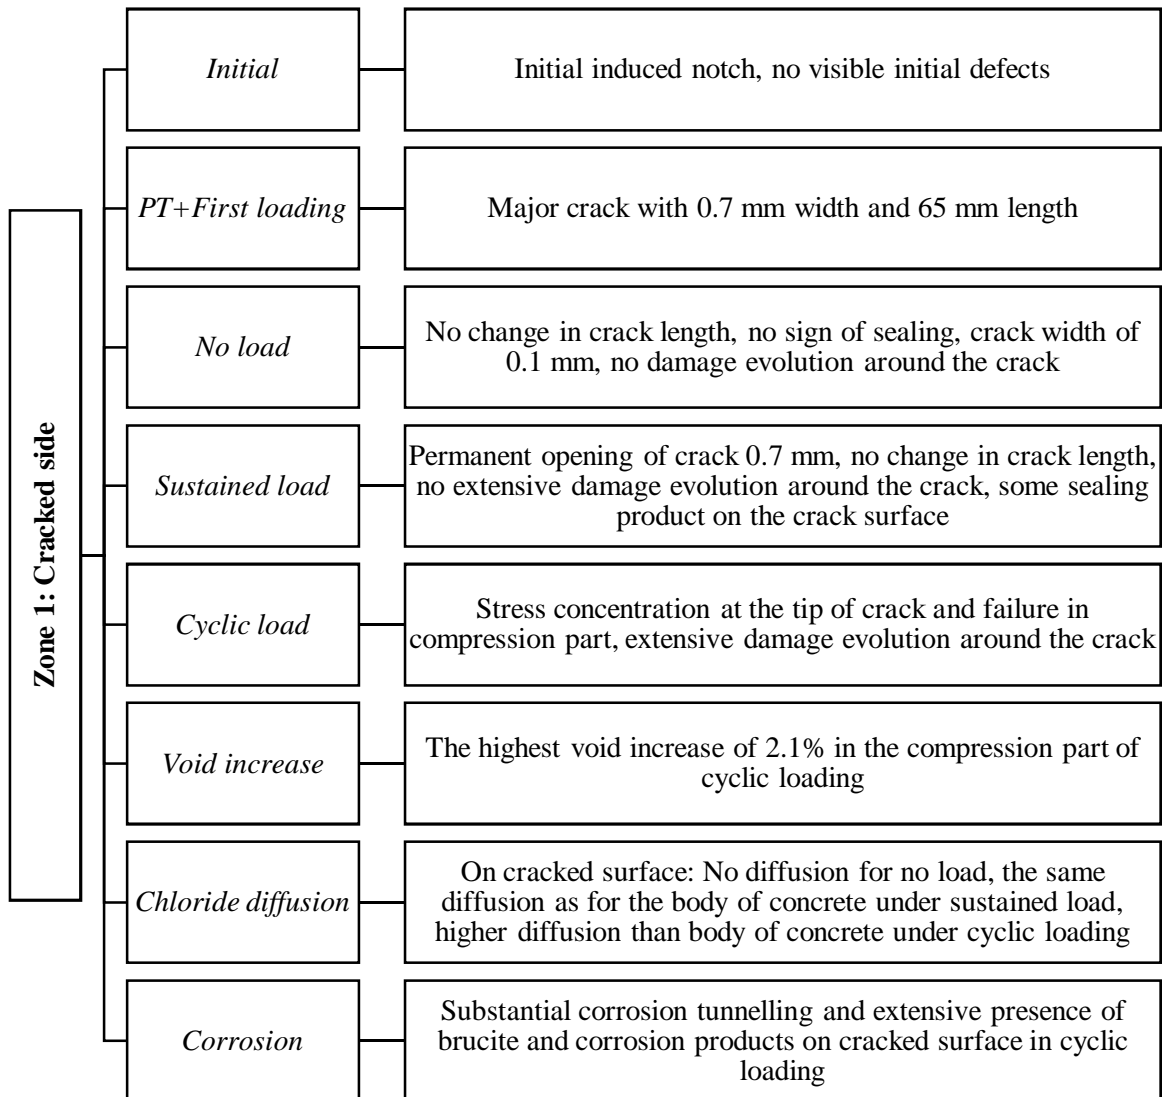 Zone 1: Cracked side
Initial
Initial induced notch, no visible initial defects
PT+First loading
Major crack with 0.7 mm width and 65 mm length
No load
No change in crack length, no sign of sealing, crack width of
0.1 mm, no damage evolution around the crack
Sustained load
Permanent opening of crack 0.7 mm, no change in crack length,
no extensive damage evolution around the crack, some sealing
product on the crack surface
Cyclic load
Stress concentration at the tip of crack and failure in
compression part, extensive damage evolution around the crack
Void increase
The highest void increase of 2.1% in the compression part of
cyclic loading
Chloride diffusion
On cracked surface: No diffusion for no load, the same
diffusion as for the body of concrete under sustained load,
higher diffusion than body of concrete under cyclic loading
Corrosion
Substantial corrosion tunnelling and extensive presence of
brucite and corrosion products on cracked surface in cyclic
loading